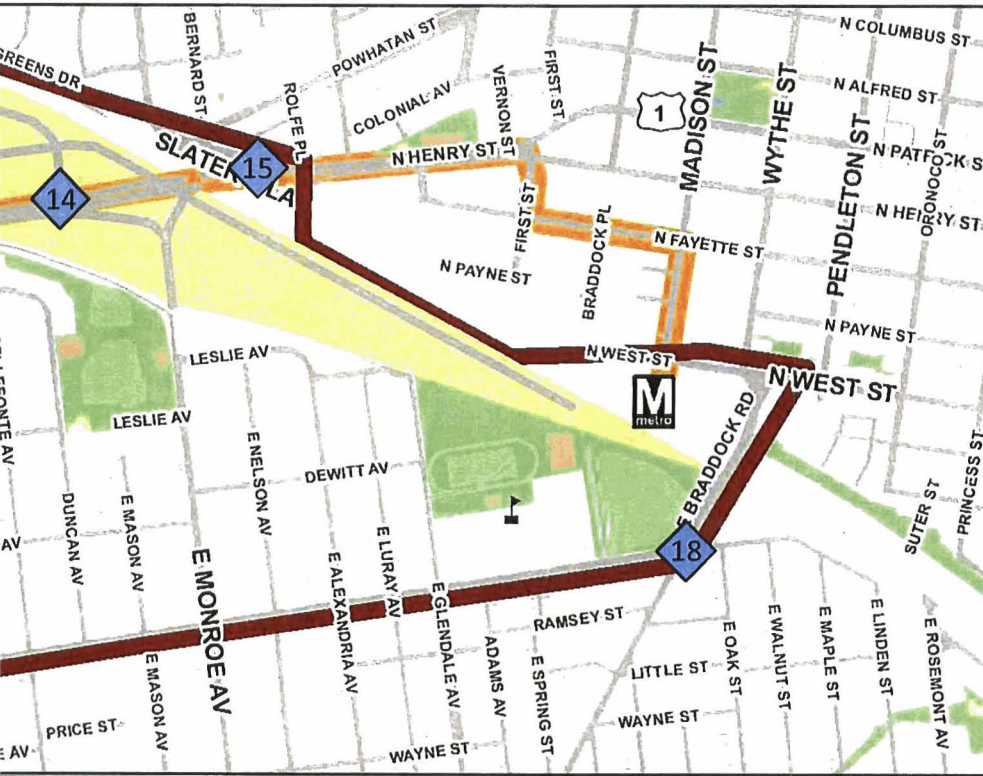 GREENS DR
BERNARD ST
POWHATAN ST
ROLFE PL
COLONIAL AV
VERNON ST
FIRST ST
1
MADISON ST
WYTHE ST
N COLUMBUS ST
N ALFRED ST
PENDLETON ST
ORONOCO ST
N HENRY ST
SLATER
LA
15
14
FIRST ST
BRADDOCK PL
N FAYETTE ST
N PAYNE ST
N PAYNE ST
N WEST ST
N WEST ST
M
metro
LESLIE AV
LESLIE AV
E BRADDOCK RD
DEWITT AV
E NELSON AV
DUNCAN AV
E MASON AV
AV
E MONROE AV
E ALEXANDRIA AV
E LURAY AV
E GLENDALE AV
18
SUTER ST
PRINCESS ST
RAMSEY ST
ADAMS AV
E SPRING ST
LITTLE ST
E OAK ST
E WALNUT ST
E MAPLE ST
E LINDEN ST
E ROSEMONT AV
E MASON AV
PRICE ST
E AV
WAYNE ST
WAYNE ST